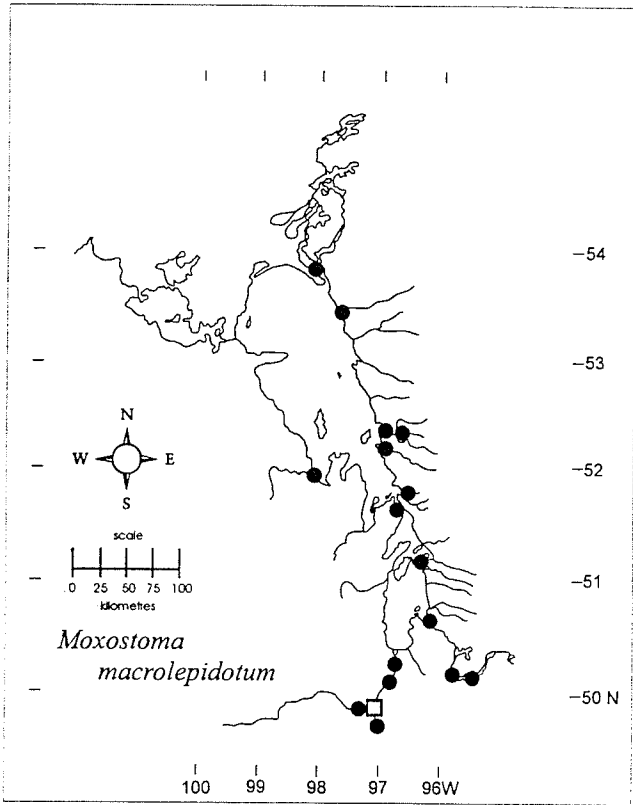 –54
–53
N
W E
S
–52
scale
0 25 50 75 100
kilometres
–51
Moxostoma
macrolepidotum
–50 N
100 99 98 97 96W